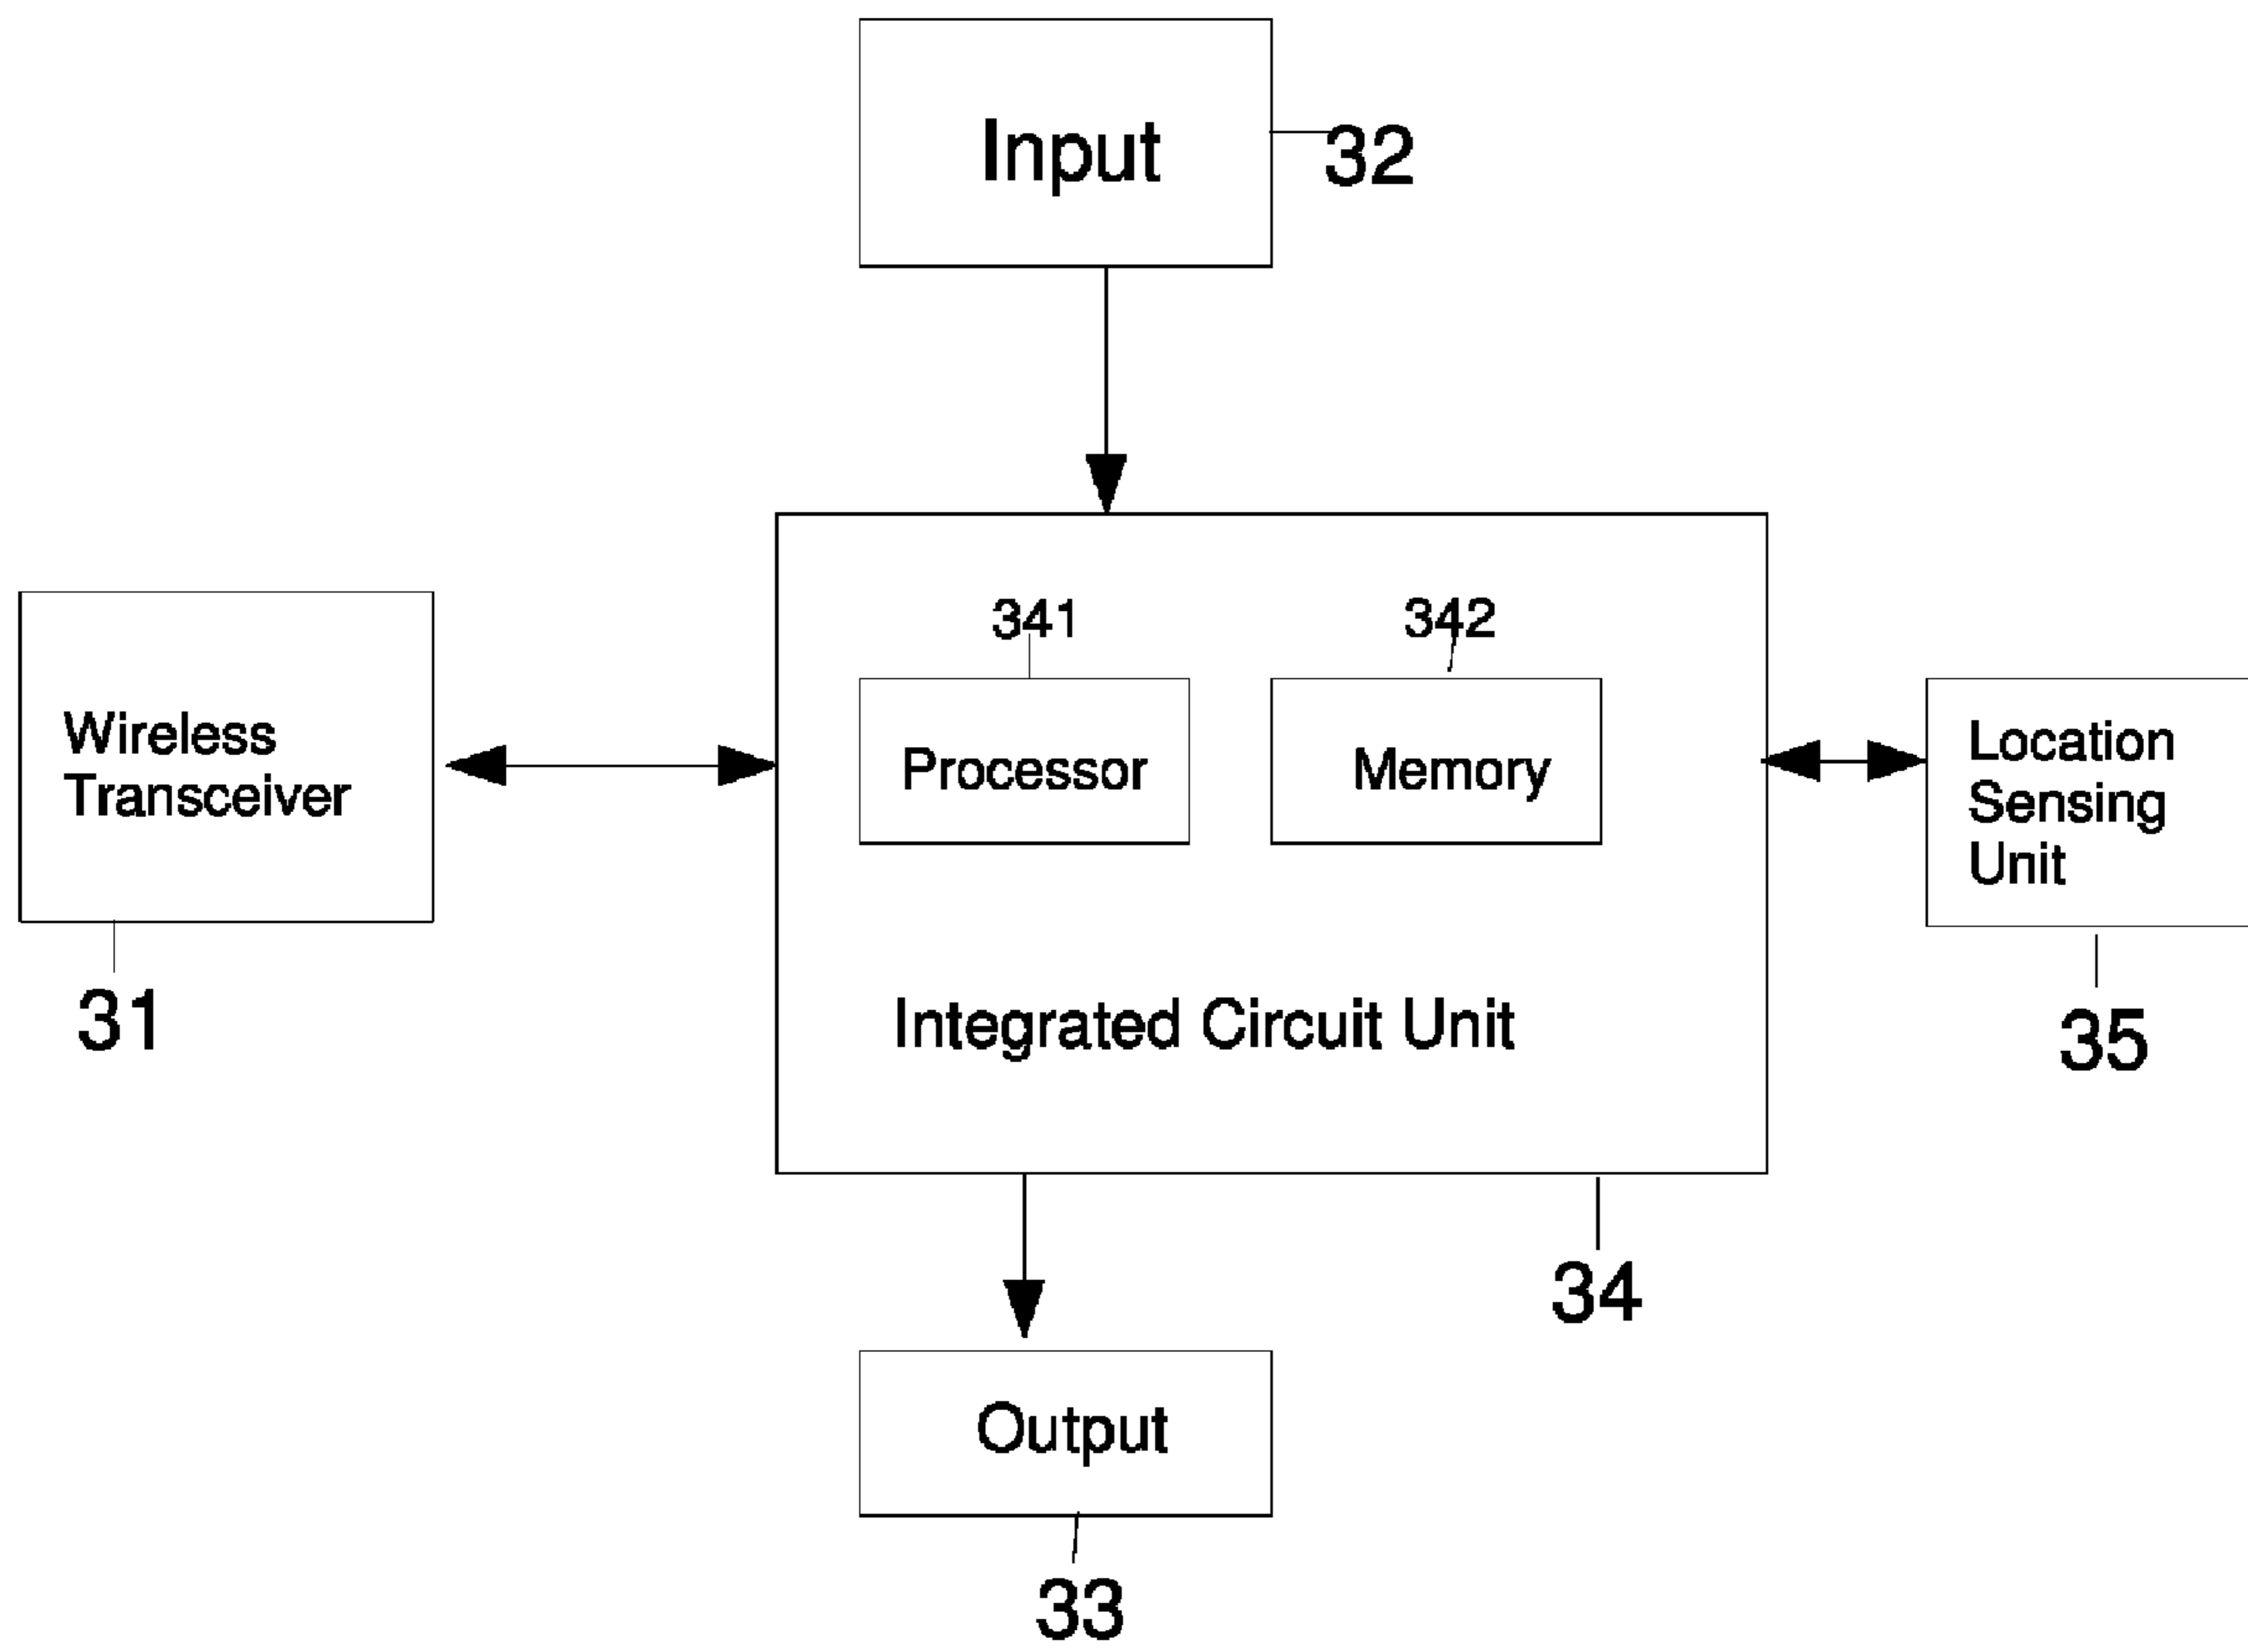 Input
32
341
342
Wireless
Transceiver
Processor
Memory
Location
Sensing
Unit
31
Integrated Circuit Unit
35
34
Output
33